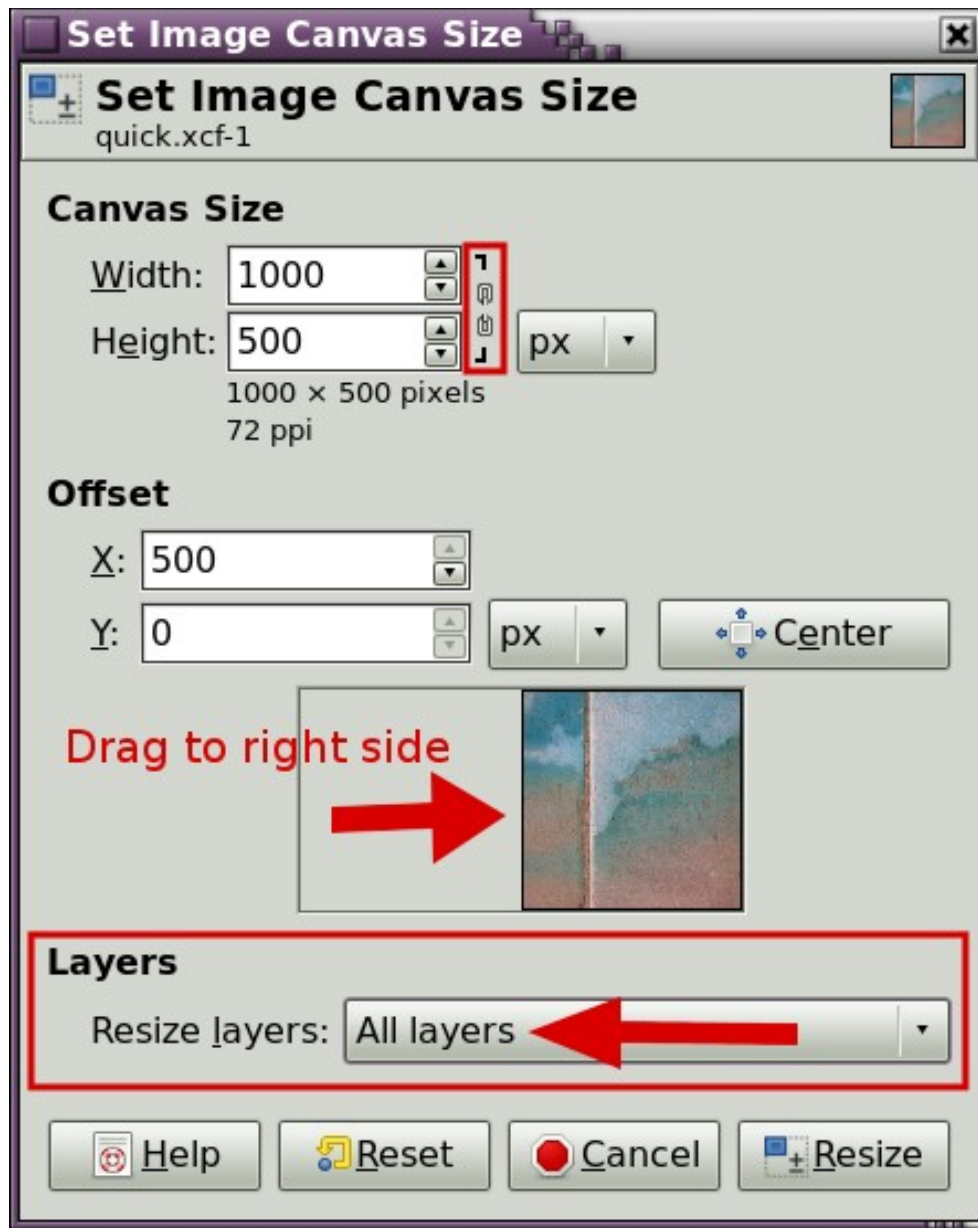 Set Image Canvas Size
Set Image Canvas Size
quick.xcf-1
Canvas Size
Width: 1000
Height: 500 px
1000 × 500 pixels
72 ppi
Offset
X: 500
Y: 0 px Center
Drag to right side
Layers
Resize layers: All layers
Help Reset Cancel Resize